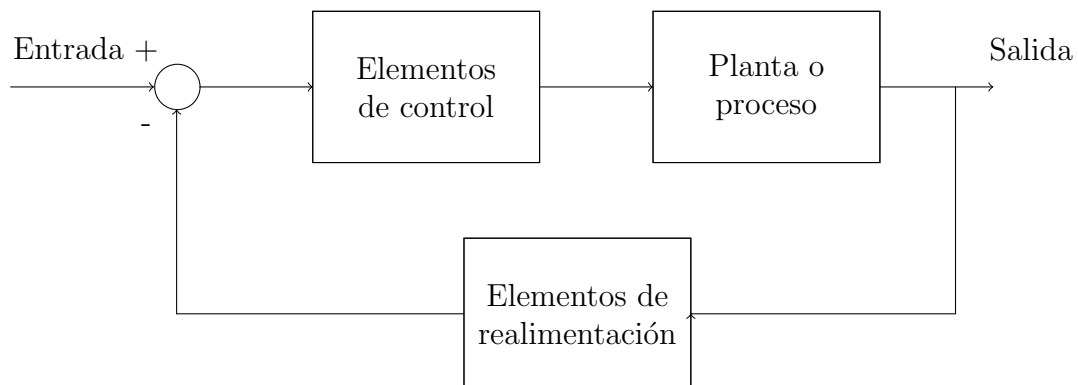 Entrada +
-
Elementos
de control
Planta o
proceso
Salida
Elementos de
realimentación